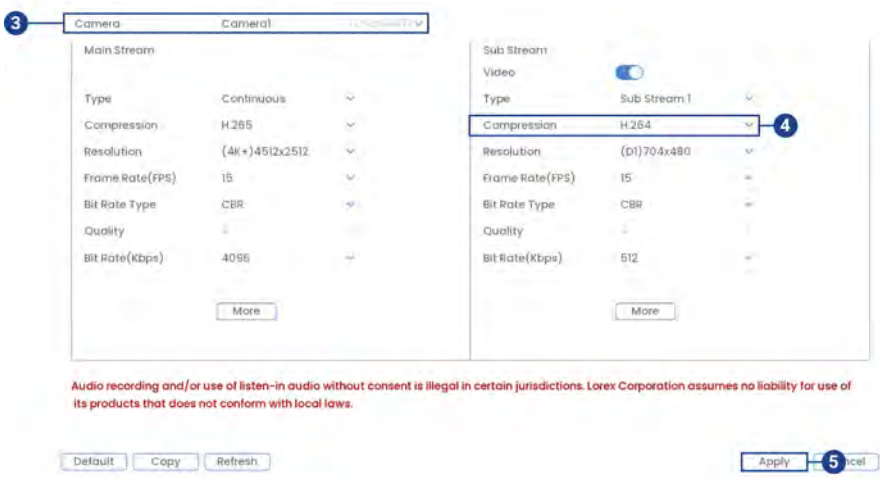 3 Camera Camera1
Main Stream
Sub Stream
Video
Type Continuous
Type Sub Stream 1
Compression H.265
Compression H.264 4
Resolution (4K+)4512x2512
Resolution (D1)704x480
Frame Rate(FPS) 15
Frame Rate(FPS) 15
Bit Rate Type CBR
Bit Rate Type CBR
Quality
Quality
Bit Rate(Kbps) 4096
Bit Rate(Kbps) 512
More
More
Audio recording and/or use of listen-in audio without consent is illegal in certain jurisdictions. Lorex Corporation assumes no liability for use of
its products that does not conform with local laws.
Default Copy Refresh Apply 5 ncel